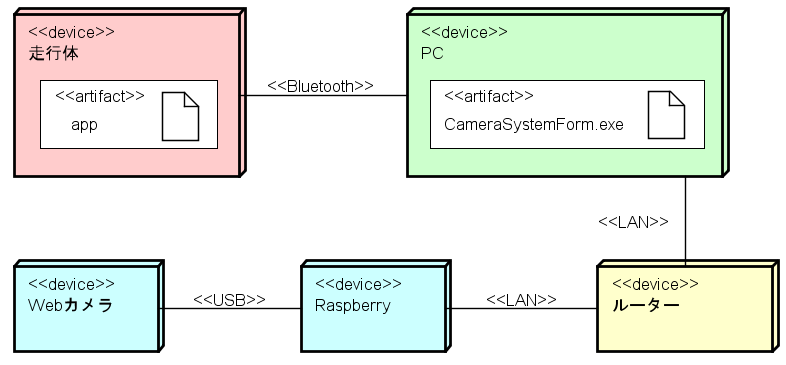 <<device>>
走行体
<<artifact>>
app
<<Bluetooth>>
<<device>>
PC
<<artifact>>
CameraSystemForm.exe
<<LAN>>
<<device>>
Webカメラ
<<USB>>
<<device>>
Raspberry
<<LAN>>
<<device>>
ルーター